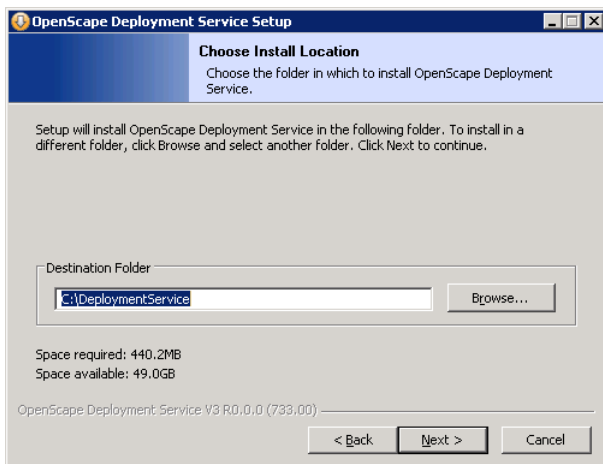 OpenScape Deployment Service Setup
Choose Install Location
Choose the folder in which to install OpenScape Deployment
Service.
Setup will install OpenScape Deployment Service in the following folder. To install in a
different folder, click Browse and select another folder. Click Next to continue.
Destination Folder
C:\DeploymentService
Browse...
Space required: 440.2MB
Space available: 49.0GB
OpenScape Deployment Service V3 R0.0.0 (733.00)
< Back
Next >
Cancel